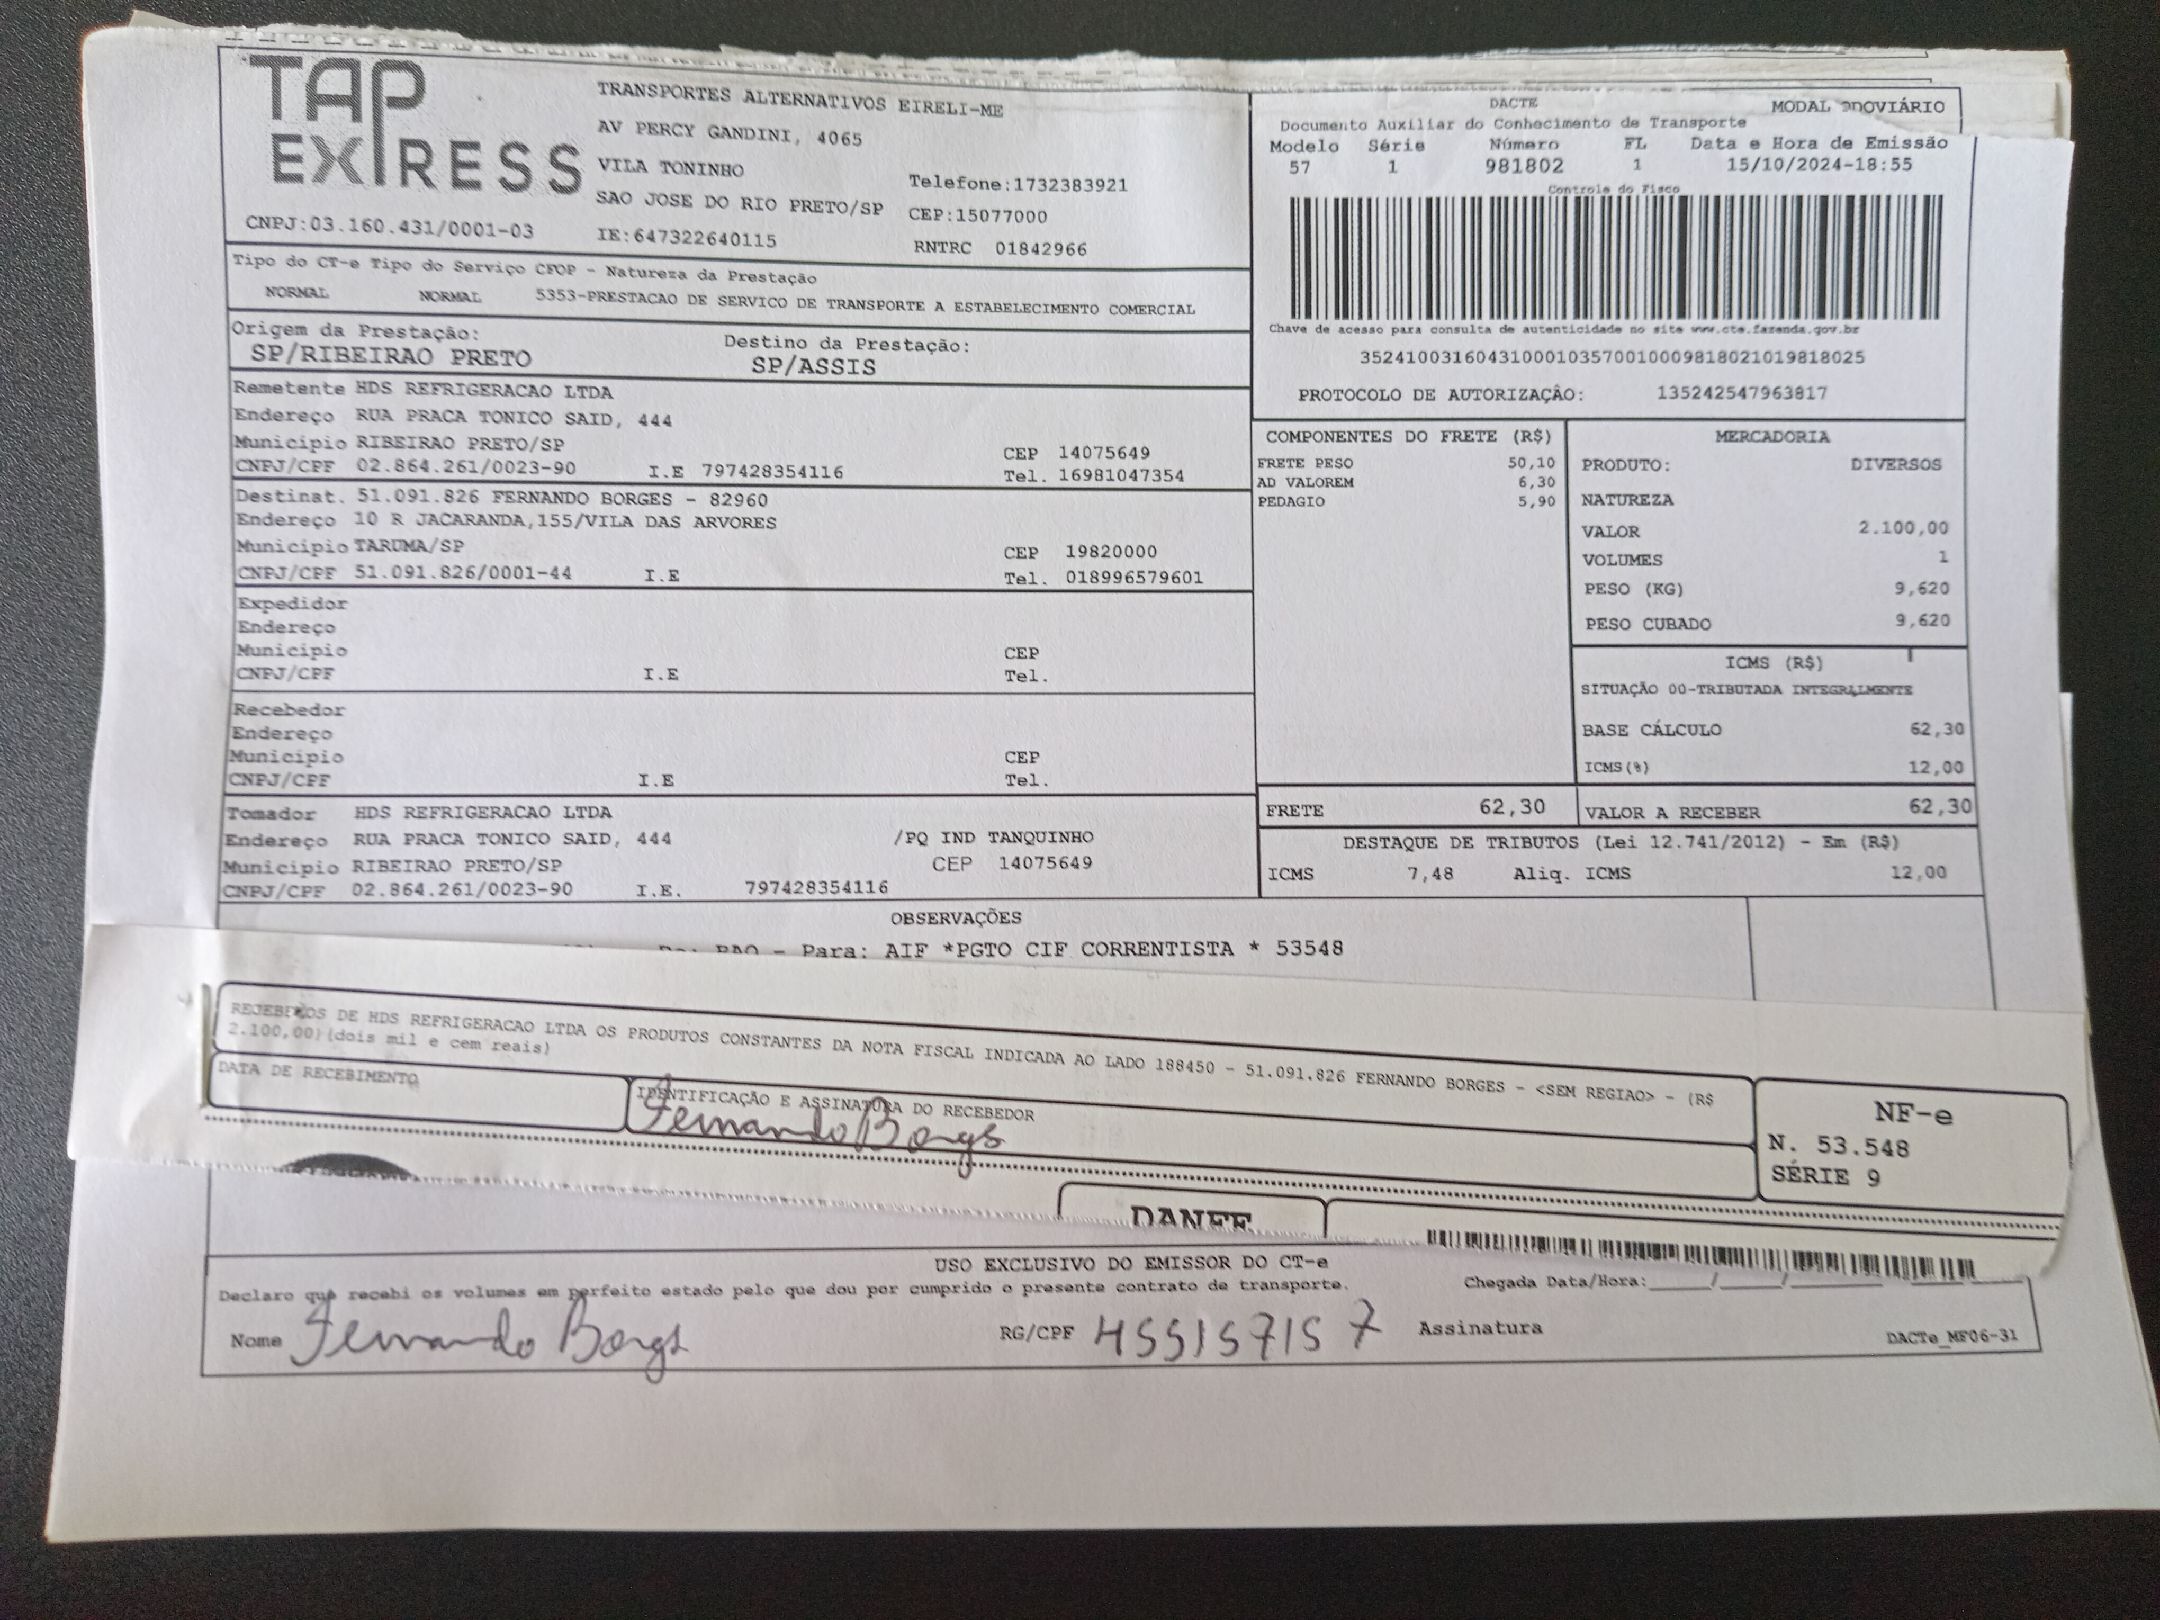 TAP
EXPRESS
TRANSPORTES ALTERNATIVOS EIRELI-ME
AV PERCY GANDINI, 4065
VILA TONINHO
Telefone:1732383921
SAO JOSE DO RIO PRETO/SP CEP:15077000
CNPJ:03.160.431/0001-03 IE:647322640115 RNTRC 01842966
Tipo do CT-e Tipo do Serviço CFOP - Natureza da Prestação
NORMAL NORMAL 5353-PRESTACAO DE SERVICO DE TRANSPORTE A ESTABELECIMENTO COMERCIAL
Origem da Prestação: Destino da Prestação:
SP/RIBEIRAO PRETO SP/ASSIS
Remetente HDS REFRIGERACAO LTDA
Endereço RUA PRACA TONICO SAID, 444
Municipio RIBEIRAO PRETO/SP CEP 14075649
CNPJ/CPF 02.864.261/0023-90 I.E 797428354116 Tel. 16981047354
Destinat. 51.091.826 FERNANDO BORGES - 82960
Endereço 10 R JACARANDA,155/VILA DAS ARVORES
Municipio TARUMA/SP CEP 19820000
CNPJ/CPF 51.091.826/0001-44 I.E Tel. 018996579601
Expedidor
Endereço
Municipio CEP
CNPJ/CPF I.E Tel.
Recebedor
Endereço
Municipio CEP
CNPJ/CPF I.E Tel.
Tomador HDS REFRIGERACAO LTDA
Endereço RUA PRACA TONICO SAID, 444 /PQ IND TANQUINHO
Municipio RIBEIRAO PRETO/SP CEP 14075649
CNPJ/CPF 02.864.261/0023-90 I.E. 797428354116
DACTE MODAL DOVIÁRIO
Documento Auxiliar do Conhecimento de Transporte
Modelo Série Número FL Data e Hora de Emissão
57 1 981802 1 15/10/2024-18:55
Controle do Fisco
Chave de acesso para consulta de autenticidade no site www.cte.fazenda.gov.br
35241003160431000103570010009818021019818025
PROTOCOLO DE AUTORIZAÇÂO: 135242547963817
COMPONENTES DO FRETE (R$)
FRETE PESO 50,10
AD VALOREM 6,30
PEDAGIO 5,90
MERCADORIA
PRODUTO: DIVERSOS
NATUREZA
VALOR 2.100,00
VOLUMES 1
PESO (KG) 9,620
PESO CUBADO 9,620
ICMS (R$)
SITUAÇÃO 00-TRIBUTADA INTEGRALMENTE
BASE CÁLCULO 62,30
ICMS(%) 12,00
FRETE 62,30 VALOR A RECEBER 62,30
DESTAQUE DE TRIBUTOS (Lei 12.741/2012) - Em (R$)
ICMS 7,48 Aliq. ICMS 12,00
OBSERVAÇÕES
- Para: AIF *PGTO CIF CORRENTISTA * 53548
RECEBEMOS DE HDS REFRIGERACAO LTDA OS PRODUTOS CONSTANTES DA NOTA FISCAL INDICADA AO LADO 188450 - 51.091.826 FERNANDO BORGES - <SEM REGIAO> - (R$
2.100,00)(dois mil e cem reais)
DATA DE RECEBIMENTO
IDENTIFICAÇÃO E ASSINATURA DO RECEBEDOR
Fernando Borgs
NF-e
N. 53.548
SÉRIE 9
DANFE
USO EXCLUSIVO DO EMISSOR DO CT-e
Declaro que recebi os volumes em perfeito estado pelo que dou por cumprido o presente contrato de transporte. Chegada Data/Hora:____/____/____
Nome Fernando Borgs RG/CPF 455157157 Assinatura
DACTe_MF06-31